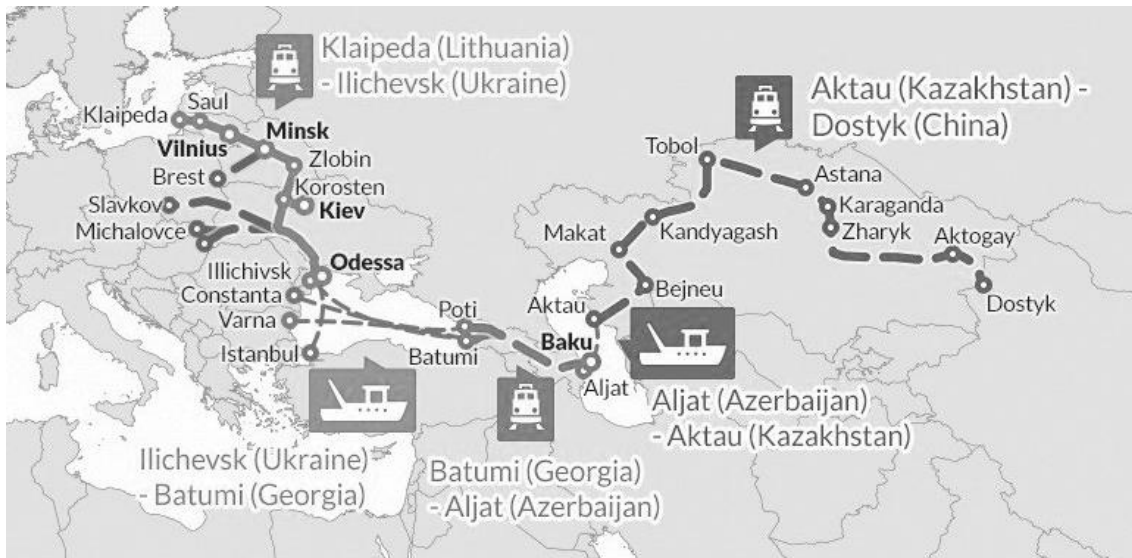 Klaipeda (Lithuania)
- Ilichevsk (Ukraine)
Aktau (Kazakhstan) -
Dostyk (China)
Klaipeda
Saul
Minsk
Vilnius
Zlobin
Brest
Korosten
Slavkov
Kiev
Michalovce
Odessa
Illichivsk
Constanta
Varna
Istanbul
Poti
Batumi
Tobol
Astana
Karaganda
Kandyagash
Zharyk
Makat
Aktogay
Bejneu
Dostyk
Aktau
Baku
Aljat
Aljat (Azerbaijan)
- Aktau (Kazakhstan)
Ilichevsk (Ukraine)
- Batumi (Georgia)
Batumi (Georgia)
- Aljat (Azerbaijan)